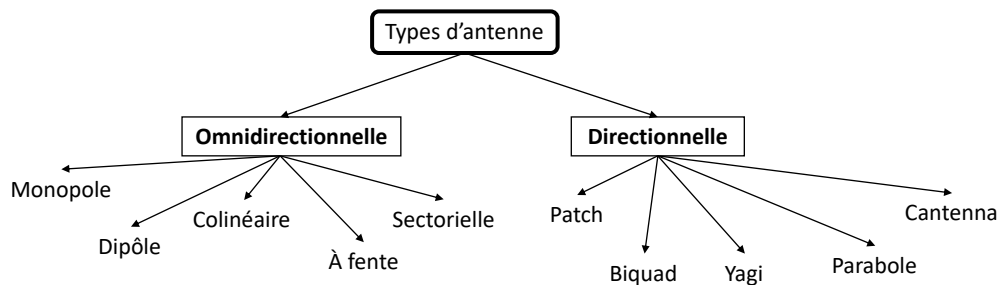 Types d’antenne
Omnidirectionnelle
Directionnelle
Monopole
Dipôle
Colinéaire
À fente
Sectorielle
Patch
Biquad
Yagi
Parabole
Cantenna